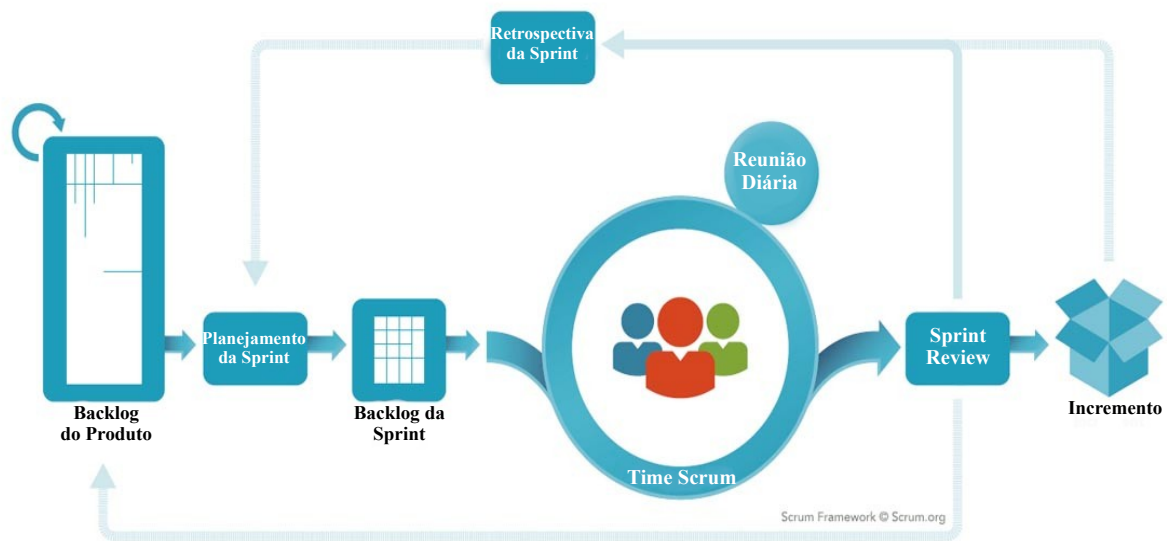 Retrospectiva
da Sprint
Reunião
Diária
Planejamento
da Sprint
Sprint
Review
Backlog
do Produto
Backlog da
Sprint
Incremento
Time Scrum
Scrum Framework © Scrum.org